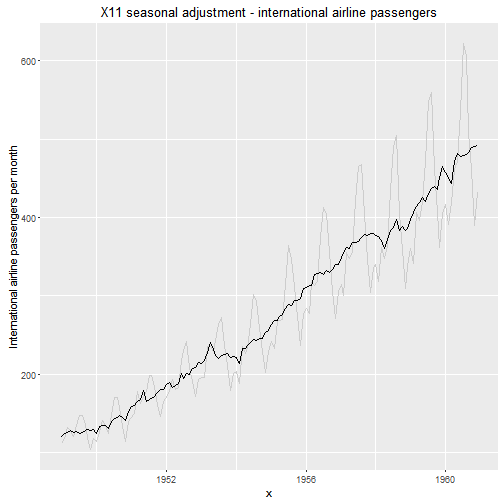 X11 seasonal adjustment - international airline passengers
International airline passengers per month
600
400
200
1952
1956
1960
x